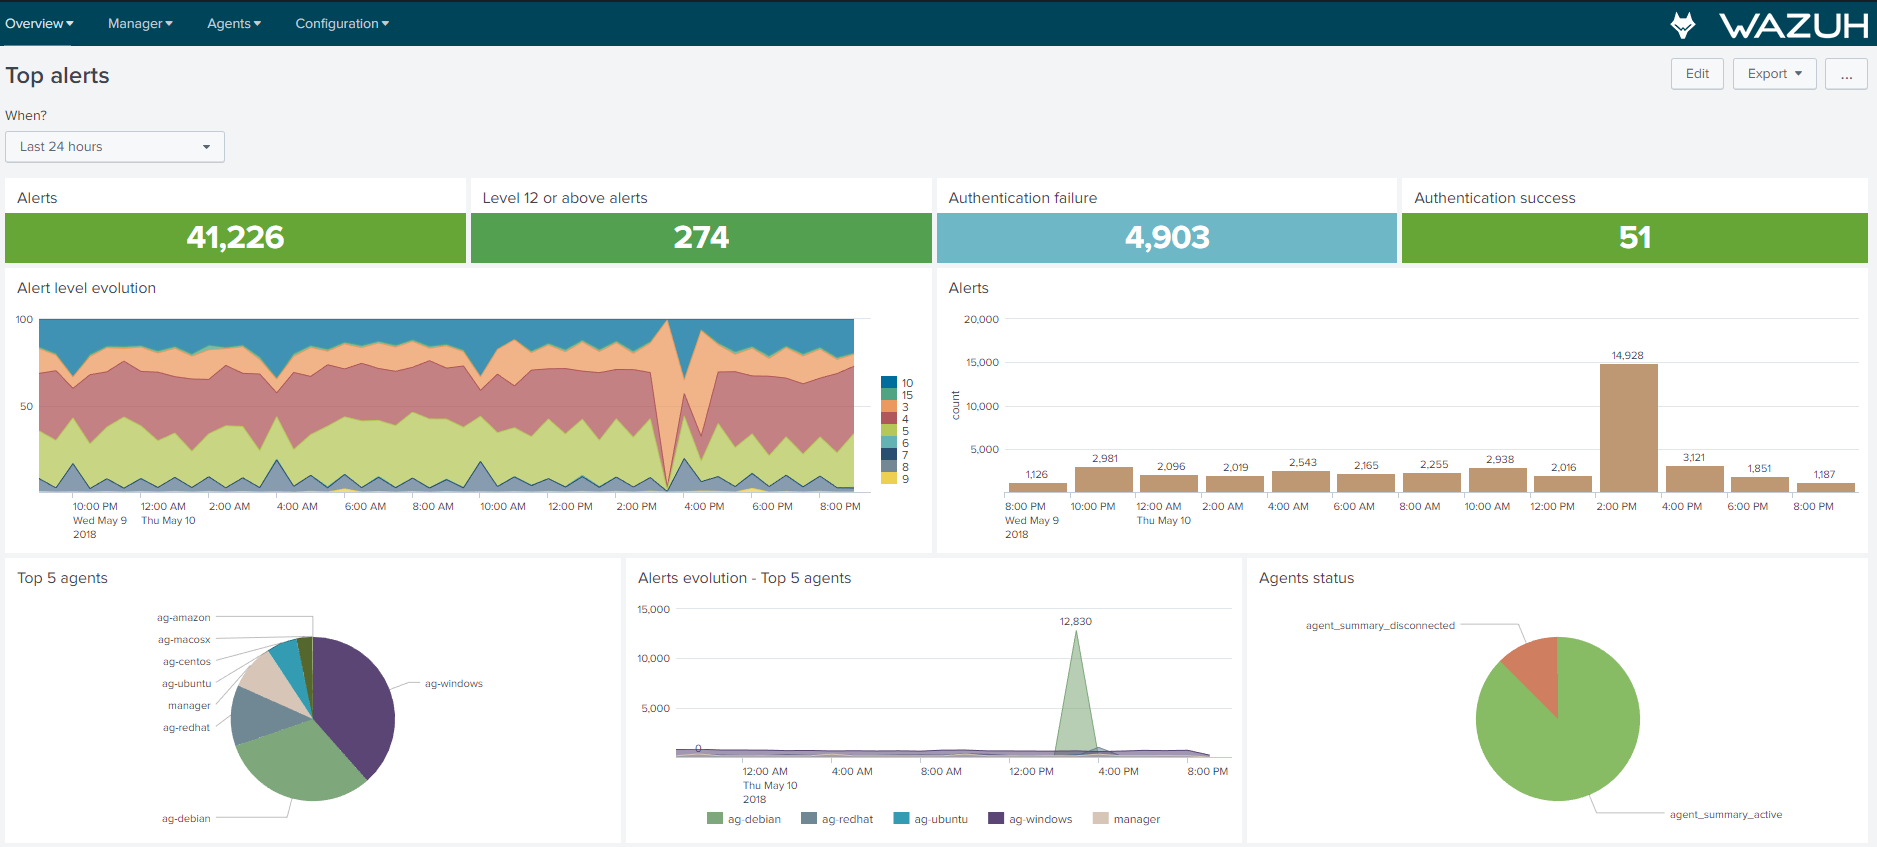 Overview Manager Agents Configuration WAZUH
Top alerts
Edit Export ...
When?
Last 24 hours
Alerts
41,226
Level 12 or above alerts
274
Authentication failure
4,903
Authentication success
51
Alert level evolution
100
50
10:00 PM 12:00 AM 2:00 AM 4:00 AM 6:00 AM 8:00 AM 10:00 AM 12:00 PM 2:00 PM 4:00 PM 6:00 PM 8:00 PM
Wed May 9 Thu May 10
2018
10
15
3
4
5
6
7
8
9
Alerts
20,000
15,000
10,000
5,000
count
1,126 2,981 2,096 2,019 2,543 2,165 2,255 2,938 2,016 14,928 3,121 1,851 1,187
8:00 PM 10:00 PM 12:00 AM 2:00 AM 4:00 AM 6:00 AM 8:00 AM 10:00 AM 12:00 PM 2:00 PM 4:00 PM 6:00 PM 8:00 PM
Wed May 9 Thu May 10
2018
Top 5 agents
ag-amazon
ag-macosx
ag-centos
ag-ubuntu
manager
ag-redhat
ag-debian
ag-windows
Alerts evolution - Top 5 agents
15,000
10,000
5,000
12,830
0
12:00 AM 4:00 AM 8:00 AM 12:00 PM 4:00 PM 8:00 PM
Thu May 10
2018
ag-debian ag-redhat ag-ubuntu ag-windows manager
Agents status
agent_summary_disconnected
agent_summary_active